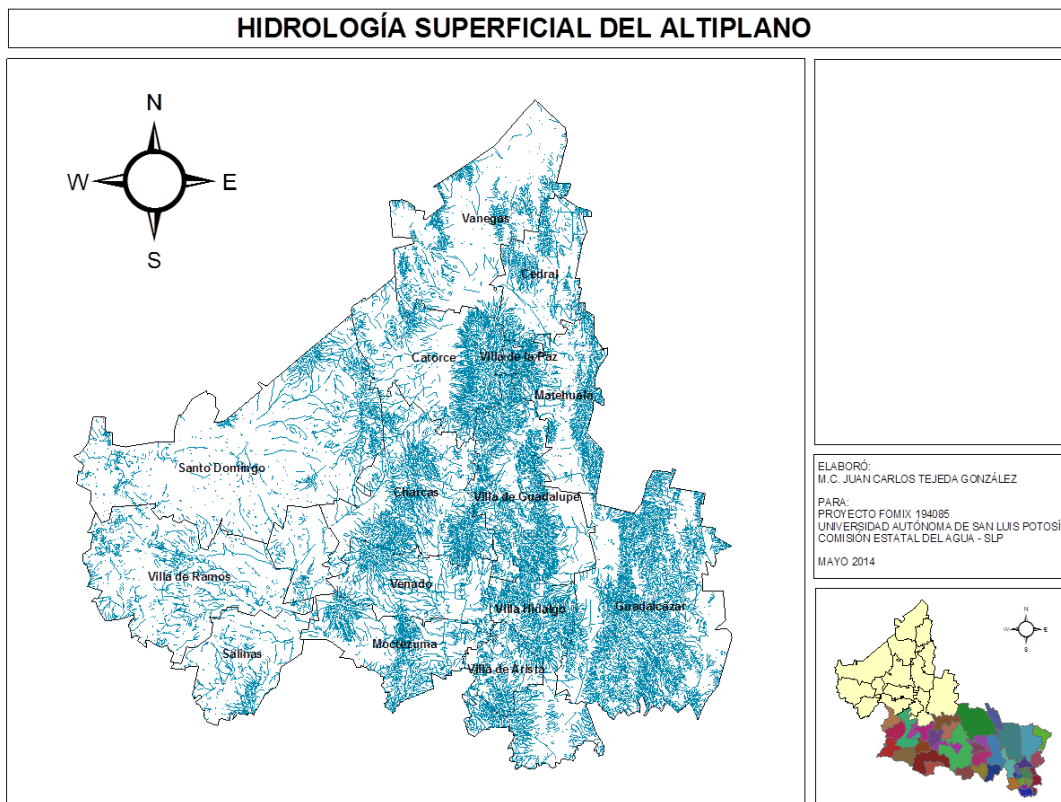 HIDROLOGÍA SUPERFICIAL DEL ALTIPLANO
N
W E
S
Vanegas
Cedral
Catorce
Villa de la Paz
Matehuala
Santo Domingo
Charcas
Villa de Guadalupe
Villa de Ramos
Venado
Villa Hidalgo
Guadalcázar
Moctezuma
Salinas
Villa de Arista
ELABORÓ:
M.C. JUAN CARLOS TEJEDA GONZÁLEZ
PARA:
PROYECTO FOMIX 194085
UNIVERSIDAD AUTÓNOMA DE SAN LUIS POTOSÍ
COMISIÓN ESTATAL DEL AGUA - SLP
MAYO 2014
N
W E
S